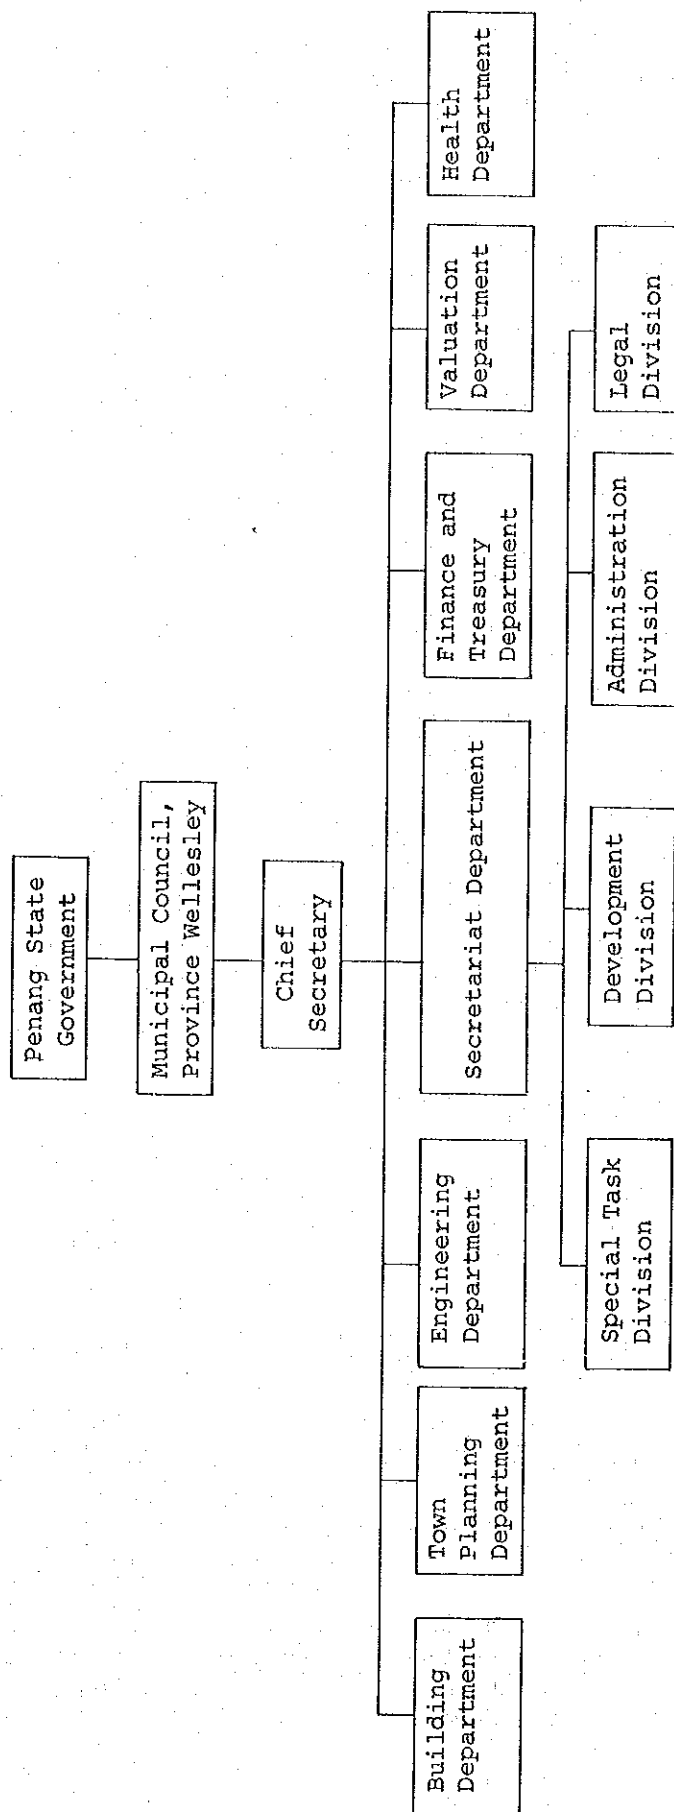 Penang State
Government
Municipal Council,
Province Wellesley
Chief
Secretary
Building
Department
Town
Planning
Department
Engineering
Department
Secretariat Department
Finance and
Treasury
Department
Valuation
Department
Health
Department
Special Task
Division
Development
Division
Administration
Division
Legal
Division